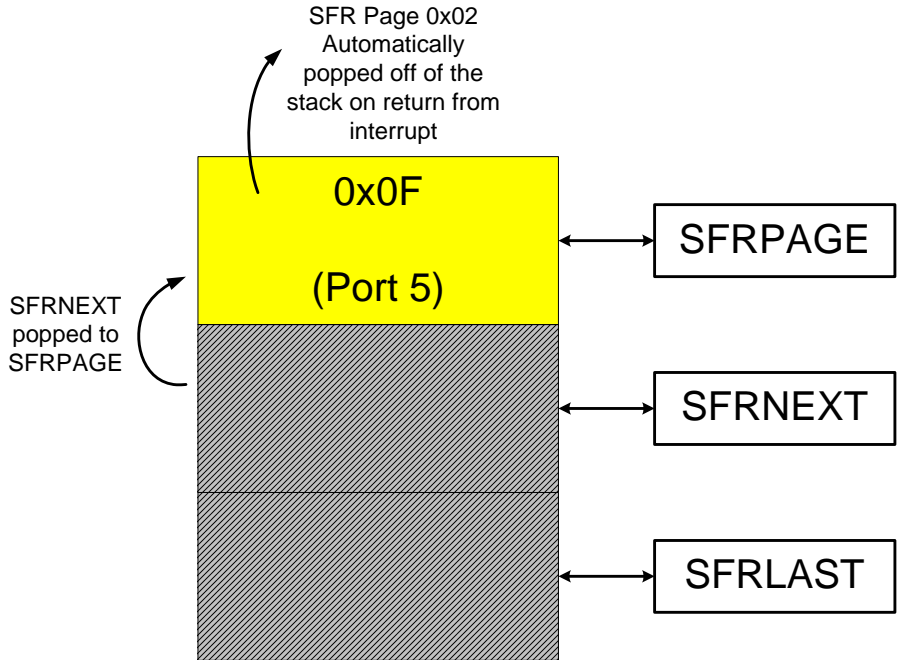 SFR Page 0x02
Automatically
popped off of the
stack on return from
interrupt
0x0F
(Port 5)
SFRPAGE
SFRNEXT
popped to
SFRPAGE
SFRNEXT
SFRLAST